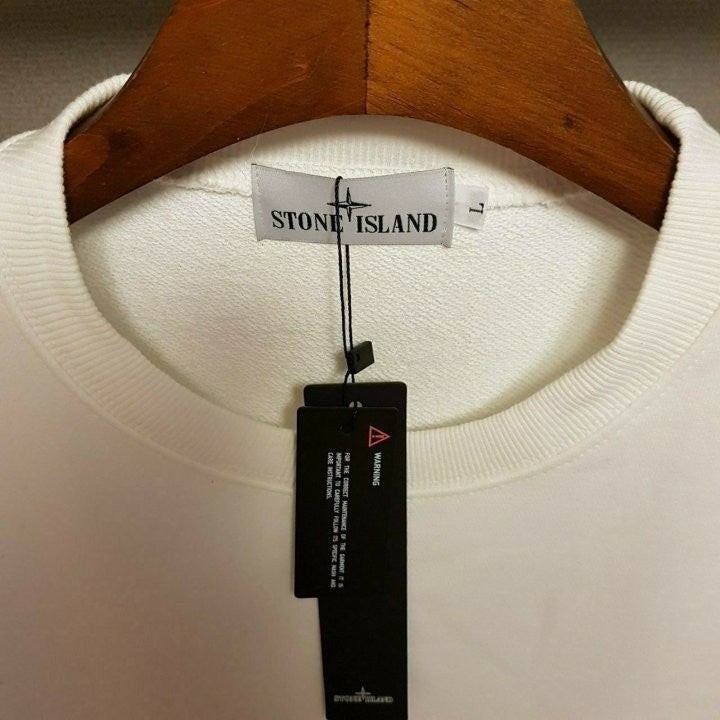 STONE ISLAND
L
WARNING
FOR THE CORRECT MAINTENANCE OF THE GARMENT IT IS
IMPORTANT TO CAREFULLY FOLLOW ITS SPECIFIC WASH AND
CARE INSTRUCTIONS.
STONE ISLAND